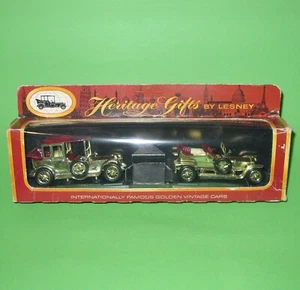 Heritage Gifts BY LESNEY
INTERNATIONALLY FAMOUS GOLDEN VINTAGE CARS